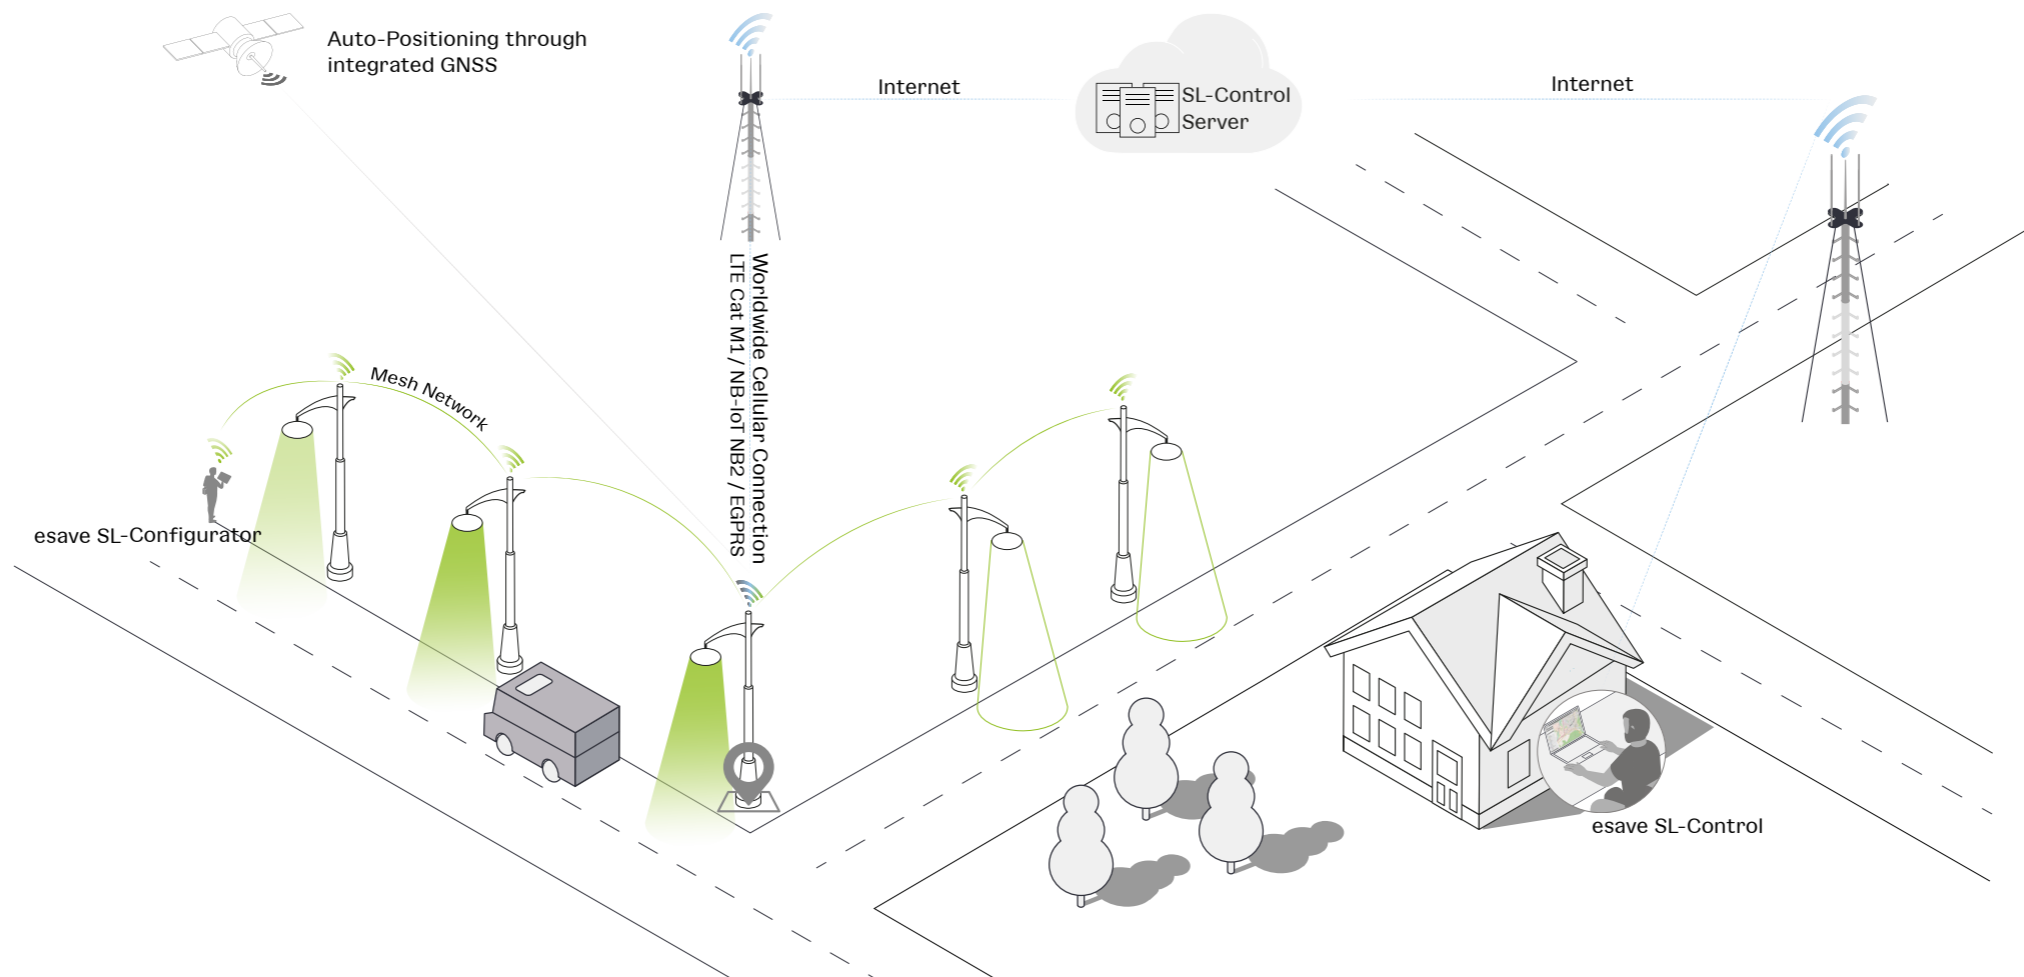 Auto-Positioning through
integrated GNSS
Internet
SL-Control
Server
Internet
Worldwide Cellular Connection
LTE Cat M1 / NB-IoT NB2 / EGPRS
Mesh Network
esave SL-Configurator
esave SL-Control